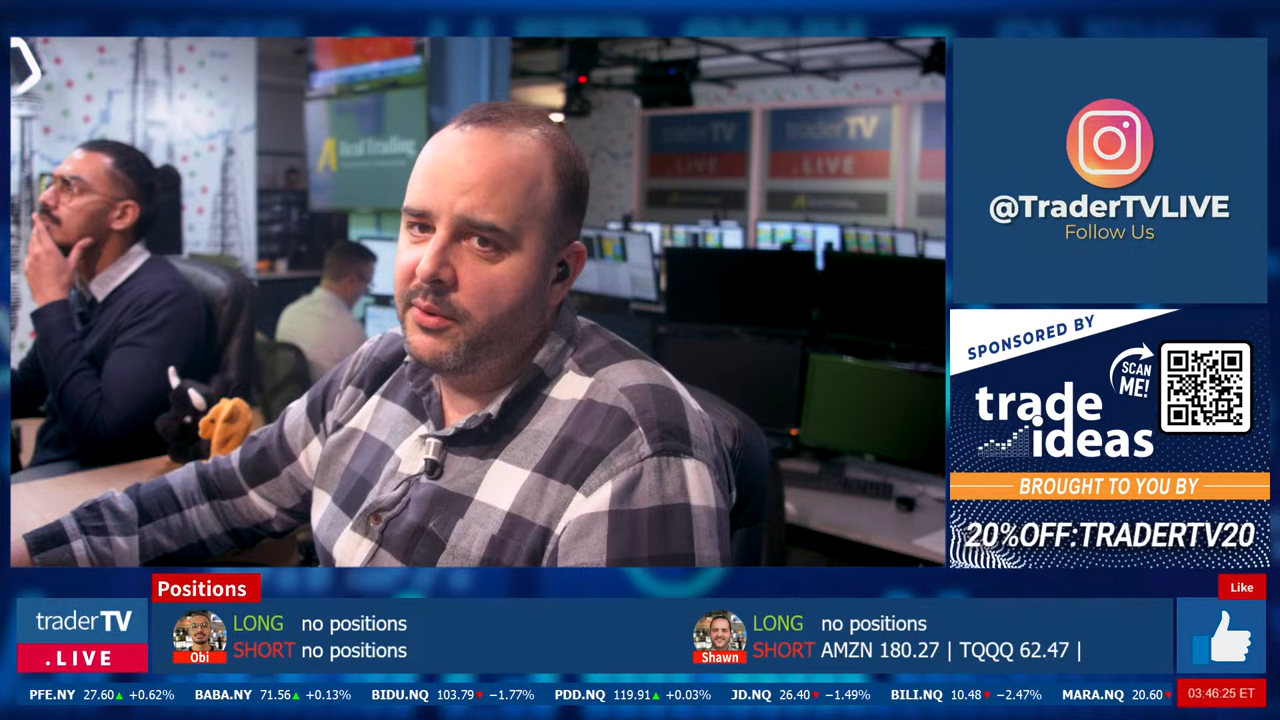 Real Trading
traderTV
LIVE
traderTV
.LIVE
@TraderTVLIVE
Follow Us
SPONSORED BY
SCAN
ME!
trade
ideas
BROUGHT TO YOU BY
20%OFF:TRADERTV20
Positions
Like
traderTV
.LIVE
Obi
LONG no positions
SHORT no positions
Shawn
LONG no positions
SHORT AMZN 180.27 | TQQQ 62.47 |
PFE.NY 27.60▲ +0.62% BABA.NY 71.56▲ +0.13% BIDU.NQ 103.79▼ −1.77% PDD.NQ 119.91▲ +0.03% JD.NQ 26.40▼ −1.49% BILI.NQ 10.48▼ −2.47% MARA.NQ 20.60▼
03:46:25 ET